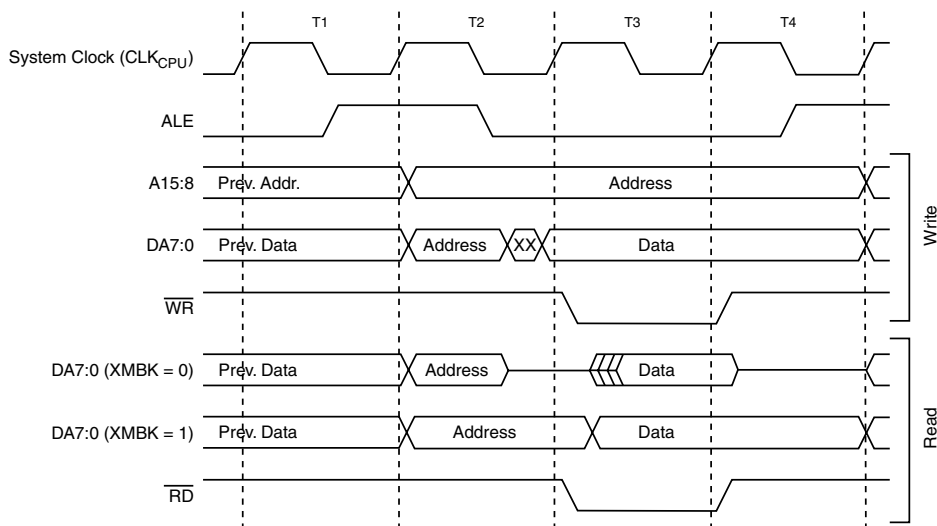 T1 T2 T3 T4
System Clock (CLKCPU)
ALE
A15:8 Prev. Addr. Address
DA7:0 Prev. Data Address XX Data
WR
Write
DA7:0 (XMBK = 0) Prev. Data Address Data
DA7:0 (XMBK = 1) Prev. Data Address Data
RD
Read